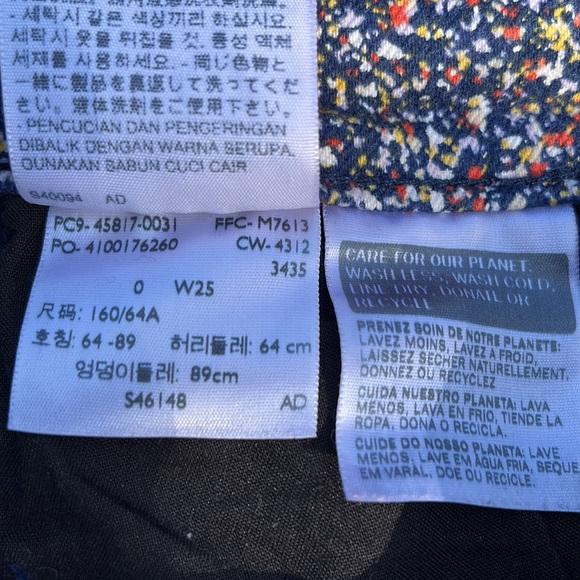 - 세탁시 같은 색상끼리 하십시오.
- 세탁시 옷을 뒤집을 것. 중성 액체
세제를 사용하세요. - 同じ色物と
一緒に製品を裏返して洗ってくだ
さい。液体洗剤をご使用下さい。
- PENCUCIAN DAN PENGERINGAN
DIBALIK DENGAN WARNA SERUPA.
GUNAKAN SABUN CUCI CAIR
S40094 AD
PC9- 45817-0031 FFC- M7613
PO- 4100176260 CW- 4312
3435
0 W25
尺码: 160/64A
호칭: 64 -89 허리둘레: 64 cm
엉덩이둘레: 89cm
S46148 AD
CARE FOR OUR PLANET:
WASH LESS, WASH COLD,
LINE DRY, DONATE OR
RECYCLE
PRENEZ SOIN DE NOTRE PLANETE:
LAVEZ MOINS, LAVEZ A FROID,
LAISSEZ SECHER NATURELLEMENT,
DONNEZ OU RECYCLEZ
CUIDA NUESTRO PLANETA: LAVA
MENOS, LAVA EN FRIO, TIENDE LA
ROPA, DONA O RECICLA.
CUIDE DO NOSSO PLANETA: LAVE
MENOS, LAVE EM ÁGUA FRIA, SEQUE
EM VARAL, DOE OU RECICLE.